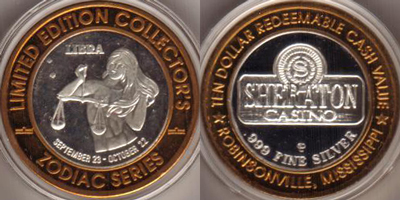 LIMITED EDITION COLLECTOR'S
LIBRA
SEPTEMBER 23 - OCTOBER 22
ZODIAC SERIES
TEN DOLLAR REDEEMABLE CASH VALUE
S
SHERATON
CASINO
.999 FINE SILVER
ROBINSONVILLE, MISSISSIPPI